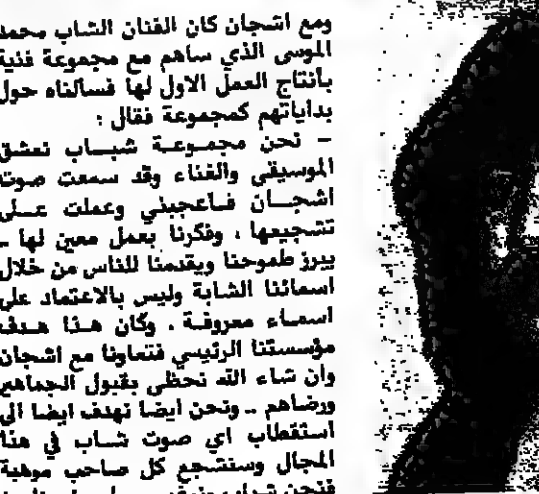 ومع اشجان كان الفنان الشاب محمد
الموسى الذي ساهم مع مجموعة فنية
بأنتاج العمل الاول لها فسألناه حول
بداياتهم كمجموعة فقال :
– نحن مجموعة شباب نعشق
الموسيقى والغناء وقد سمعت صوت
اشجان فاعجبني وعملت على
تشجيعها ، وفكرنا بعمل معين لها ـ
يبرز طموحنا ويقدمنا للناس من خلال
اسمائنا الشابة وليس بالاعتماد على
اسماء معروفة . وكان هذا هدف
مؤسستنا الرئيسي فتعاونا مع اشجان
وان شاء الله نحظى بقبول الجماهير
ورضاهم .. ونحن ايضا نهدف ايضا الى
استقطاب اي صوت شاب في هذا
المجال وسنشجع كل صاحب موهبة
فنحن شباب